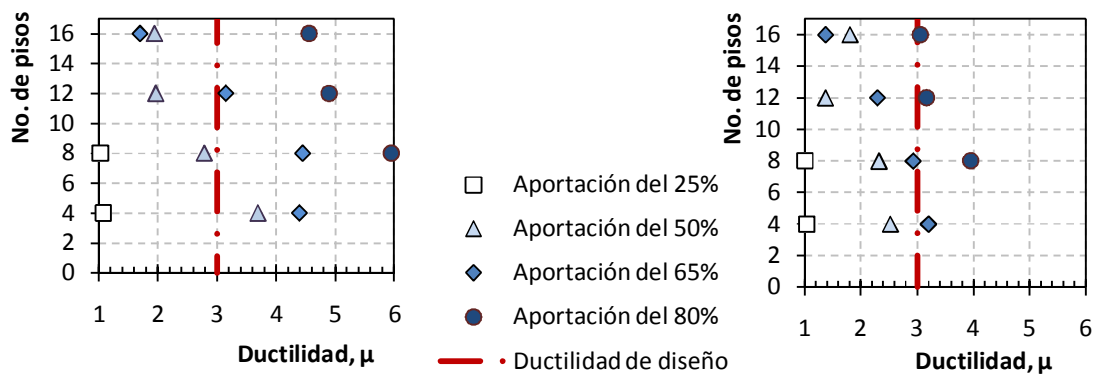 No. de pisos
16
14
12
10
8
6
4
2
0
1 2 3 4 5 6
Ductilidad, μ
Aportación del 25%
Aportación del 50%
Aportación del 65%
Aportación del 80%
Ductilidad de diseño
No. de pisos
16
14
12
10
8
6
4
2
0
1 2 3 4 5 6
Ductilidad, μ